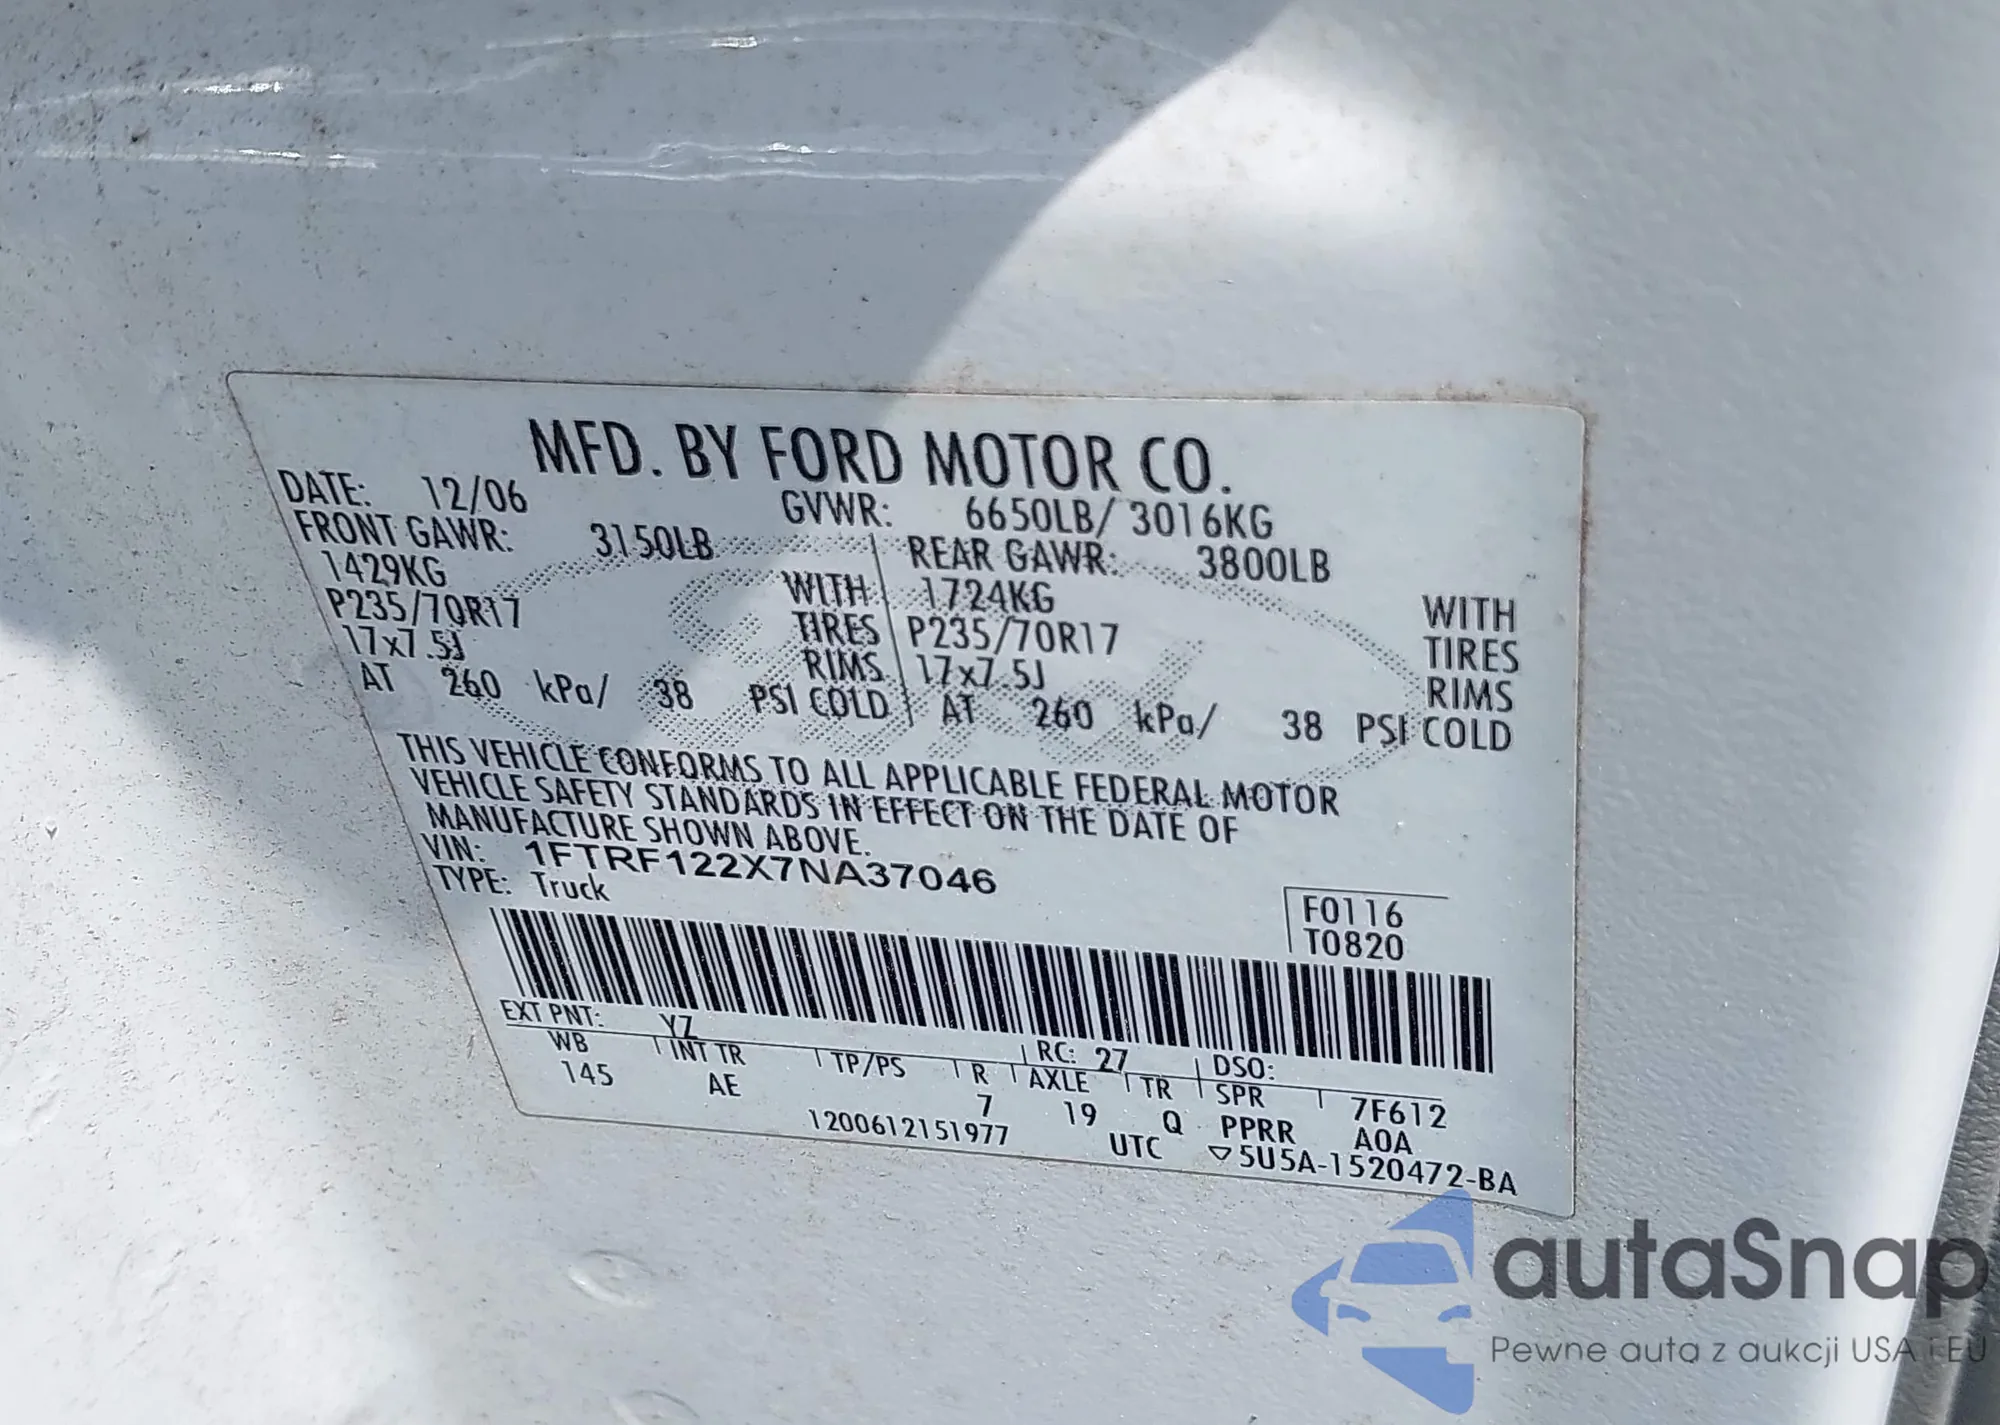 MFD. BY FORD MOTOR CO.
DATE: 12/06 GVWR: 6650LB/ 3016KG
FRONT GAWR: 3150LB REAR GAWR: 3800LB
1429KG WITH 1724KG WITH
P235/70R17 TIRES P235/70R17 TIRES
17x7.5J RIMS 17x7.5J RIMS
AT 260 kPa/ 38 PSI COLD AT 260 kPa/ 38 PSI COLD
THIS VEHICLE CONFORMS TO ALL APPLICABLE FEDERAL MOTOR
VEHICLE SAFETY STANDARDS IN EFFECT ON THE DATE OF
MANUFACTURE SHOWN ABOVE.
VIN: 1FTRF122X7NA37046
TYPE: Truck
F0116
T0820
EXT PNT: YZ RC: 27 DSO:
WB INT TR TP/PS R AXLE TR SPR 7F612
145 AE 7 19 Q PPRR A0A
1200612151977 UTC ▽5U5A-1520472-BA
autaSnap
Pewne auta z aukcji USA i EU